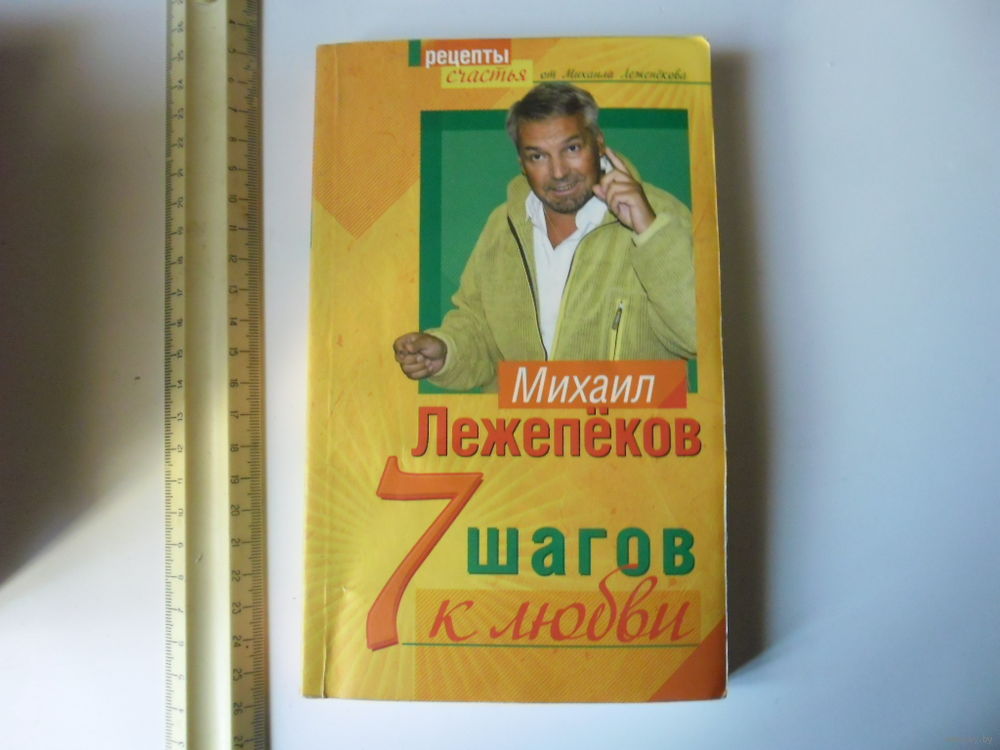 рецепты
счастья от Михаила Лежепёкова
Михаил
Лежепёков
7 шагов
к любви